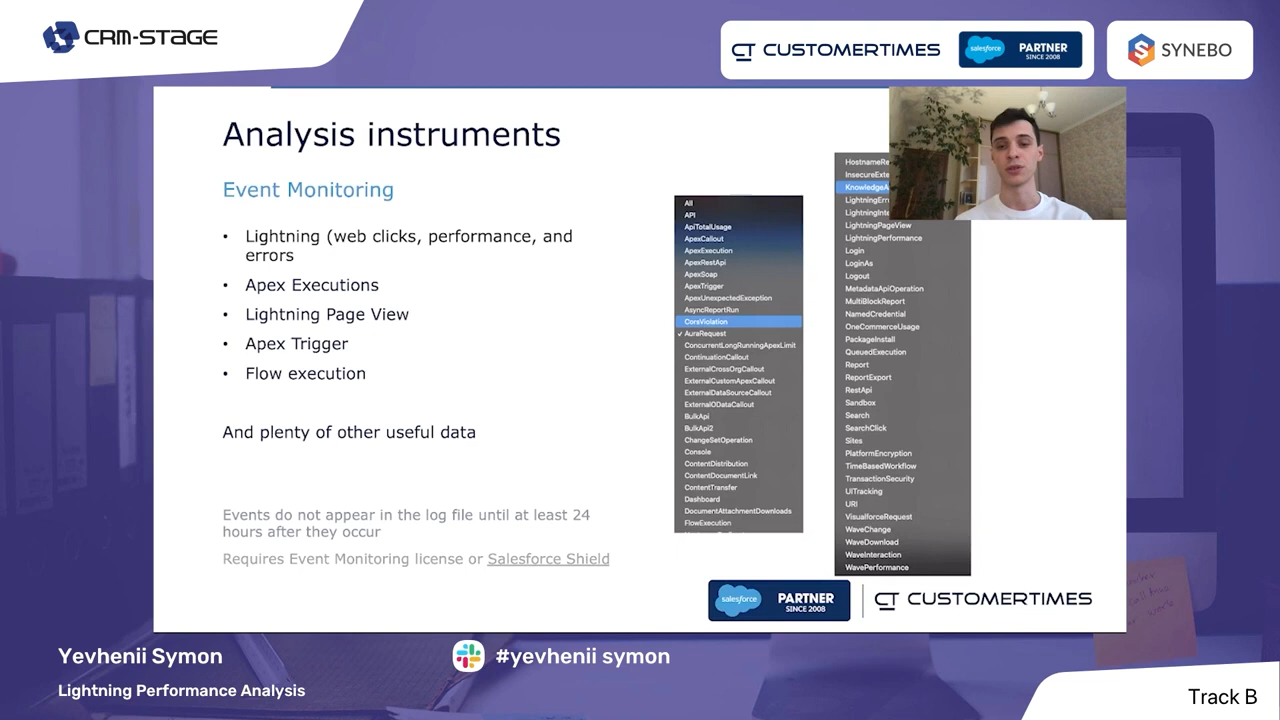 CRM-STAGE
CUSTOMERTIMES
salesforce
PARTNER
SINCE 2008
SYNEBO
Analysis instruments
Event Monitoring
• Lightning (web clicks, performance, and
errors
• Apex Executions
• Lightning Page View
• Apex Trigger
• Flow execution
And plenty of other useful data
Events do not appear in the log file until at least 24
hours after they occur
Requires Event Monitoring license or Salesforce Shield
All
API
ApiTotalUsage
ApexCallout
ApexExecution
ApexRestApi
ApexSoap
ApexTrigger
ApexUnexpectedException
AsyncReportRun
CorsViolation
✓ AuraRequest
ConcurrentLongRunningApexLimit
ContinuationCallout
ExternalCrossOrgCallout
ExternalCustomApexCallout
ExternalDataSourceCallout
ExternalODataCallout
BulkApi
BulkApi2
ChangeSetOperation
Console
ContentDistribution
ContentDocumentLink
ContentTransfer
Dashboard
DocumentAttachmentDownloads
FlowExecution
HostnameRe
InsecureExte
KnowledgeA
LightningErr
LightningInte
LightningPageView
LightningPerformance
Login
LoginAs
Logout
MetadataApiOperation
MultiBlockReport
NamedCredential
OneCommerceUsage
PackageInstall
QueuedExecution
Report
ReportExport
RestApi
Sandbox
Search
SearchClick
Sites
PlatformEncryption
TimeBasedWorkflow
TransactionSecurity
UITracking
URI
VisualforceRequest
WaveChange
WaveDownload
WaveInteraction
WavePerformance
salesforce
PARTNER
SINCE 2008
CUSTOMERTIMES
Yevhenii Symon
#yevhenii symon
Lightning Performance Analysis
Track B